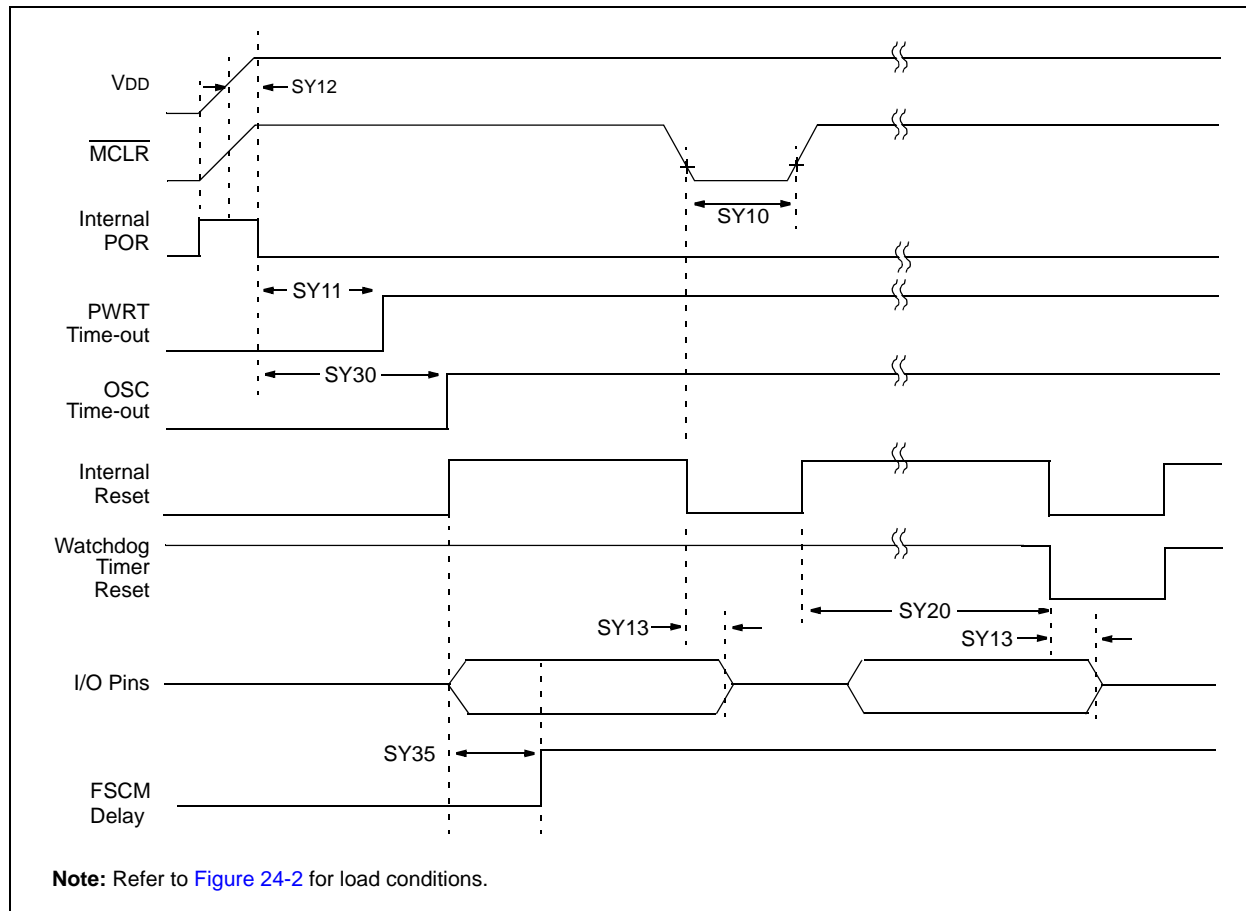 VDD
SY12
MCLR
SY10
Internal
POR
SY11
PWRT
Time-out
SY30
OSC
Time-out
Internal
Reset
Watchdog
Timer
Reset
SY20
SY13
SY13
I/O Pins
SY35
FSCM
Delay
Note: Refer to Figure 24-2 for load conditions.